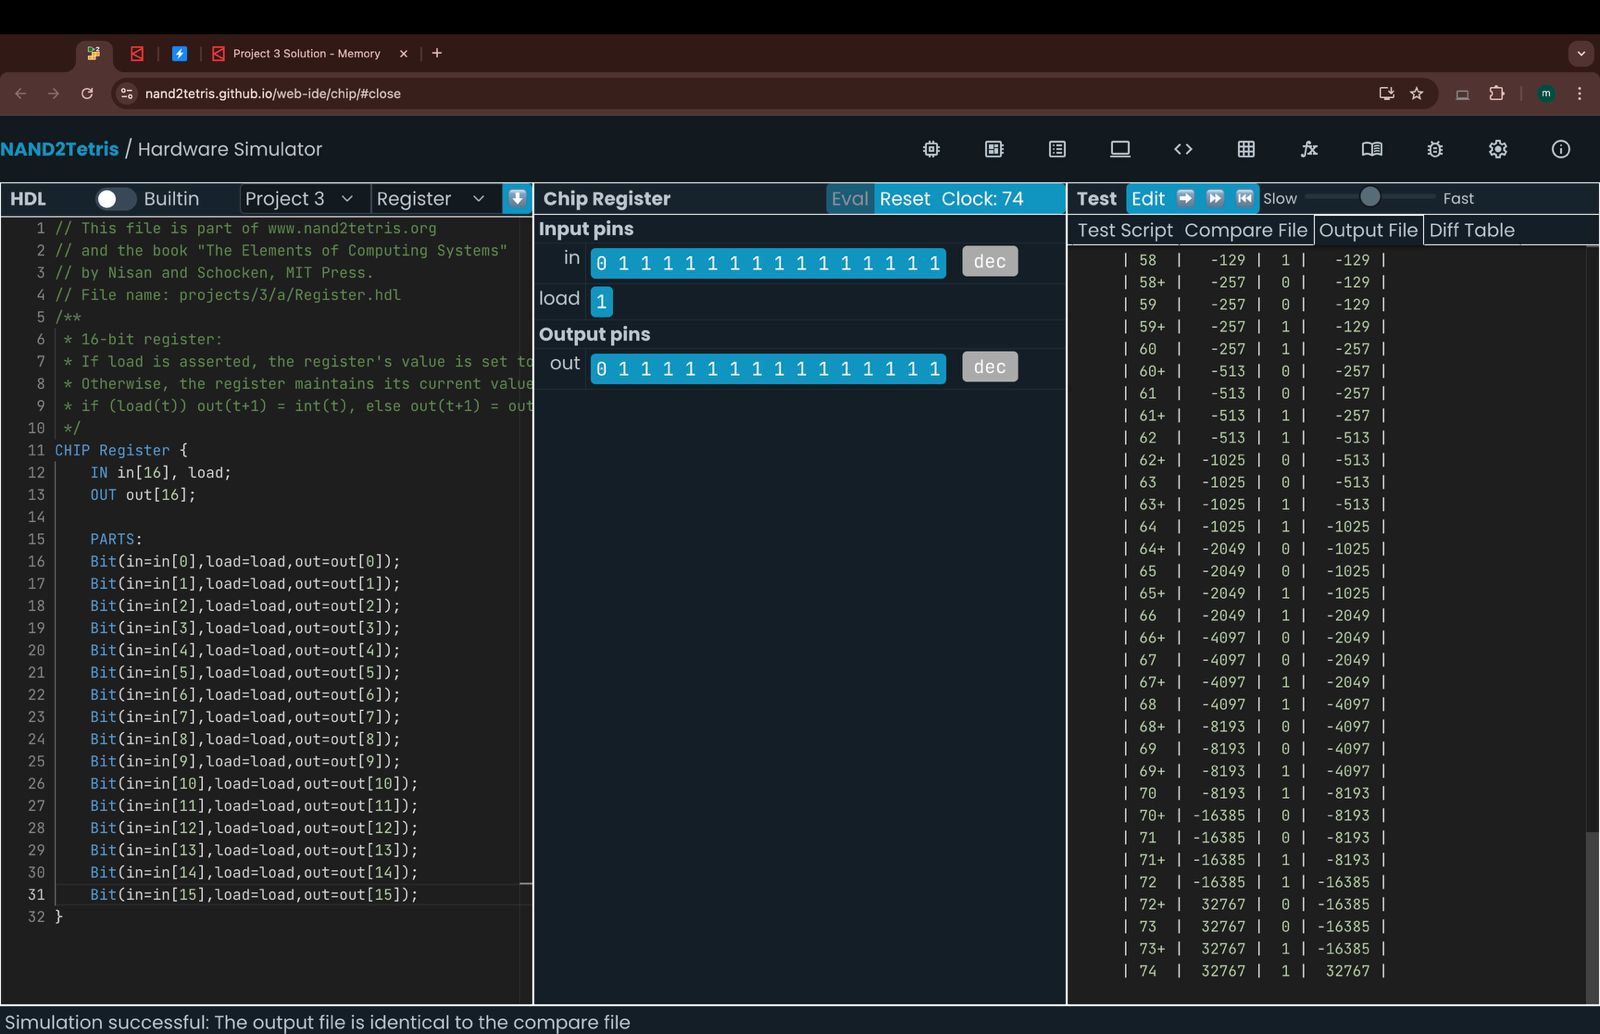 Project 3 Solution - Memory
nand2tetris.github.io/web-ide/chip/#close
m
NAND2Tetris / Hardware Simulator
HDL Builtin Project 3 Register
1 // This file is part of www.nand2tetris.org
2 // and the book "The Elements of Computing Systems"
3 // by Nisan and Schocken, MIT Press.
4 // File name: projects/3/a/Register.hdl
5 /**
6 * 16-bit register:
7 * If load is asserted, the register's value is set to
8 * Otherwise, the register maintains its current value
9 * if (load(t)) out(t+1) = int(t), else out(t+1) = out
10 */
11 CHIP Register {
12 IN in[16], load;
13 OUT out[16];
14
15 PARTS:
16 Bit(in=in[0],load=load,out=out[0]);
17 Bit(in=in[1],load=load,out=out[1]);
18 Bit(in=in[2],load=load,out=out[2]);
19 Bit(in=in[3],load=load,out=out[3]);
20 Bit(in=in[4],load=load,out=out[4]);
21 Bit(in=in[5],load=load,out=out[5]);
22 Bit(in=in[6],load=load,out=out[6]);
23 Bit(in=in[7],load=load,out=out[7]);
24 Bit(in=in[8],load=load,out=out[8]);
25 Bit(in=in[9],load=load,out=out[9]);
26 Bit(in=in[10],load=load,out=out[10]);
27 Bit(in=in[11],load=load,out=out[11]);
28 Bit(in=in[12],load=load,out=out[12]);
29 Bit(in=in[13],load=load,out=out[13]);
30 Bit(in=in[14],load=load,out=out[14]);
31 Bit(in=in[15],load=load,out=out[15]);
32 }
Chip Register Eval Reset Clock: 74
Input pins
in 0 1 1 1 1 1 1 1 1 1 1 1 1 1 1 1 dec
load 1
Output pins
out 0 1 1 1 1 1 1 1 1 1 1 1 1 1 1 1 dec
Test Edit Slow Fast
Test Script Compare File Output File Diff Table
| 58 | -129 | 1 | -129 |
| 58+ | -257 | 0 | -129 |
| 59 | -257 | 0 | -129 |
| 59+ | -257 | 1 | -129 |
| 60 | -257 | 1 | -257 |
| 60+ | -513 | 0 | -257 |
| 61 | -513 | 0 | -257 |
| 61+ | -513 | 1 | -257 |
| 62 | -513 | 1 | -513 |
| 62+ | -1025 | 0 | -513 |
| 63 | -1025 | 0 | -513 |
| 63+ | -1025 | 1 | -513 |
| 64 | -1025 | 1 | -1025 |
| 64+ | -2049 | 0 | -1025 |
| 65 | -2049 | 0 | -1025 |
| 65+ | -2049 | 1 | -1025 |
| 66 | -2049 | 1 | -2049 |
| 66+ | -4097 | 0 | -2049 |
| 67 | -4097 | 0 | -2049 |
| 67+ | -4097 | 1 | -2049 |
| 68 | -4097 | 1 | -4097 |
| 68+ | -8193 | 0 | -4097 |
| 69 | -8193 | 0 | -4097 |
| 69+ | -8193 | 1 | -4097 |
| 70 | -8193 | 1 | -8193 |
| 70+ | -16385 | 0 | -8193 |
| 71 | -16385 | 0 | -8193 |
| 71+ | -16385 | 1 | -8193 |
| 72 | -16385 | 1 | -16385 |
| 72+ | 32767 | 0 | -16385 |
| 73 | 32767 | 0 | -16385 |
| 73+ | 32767 | 1 | -16385 |
| 74 | 32767 | 1 | 32767 |
Simulation successful: The output file is identical to the compare file